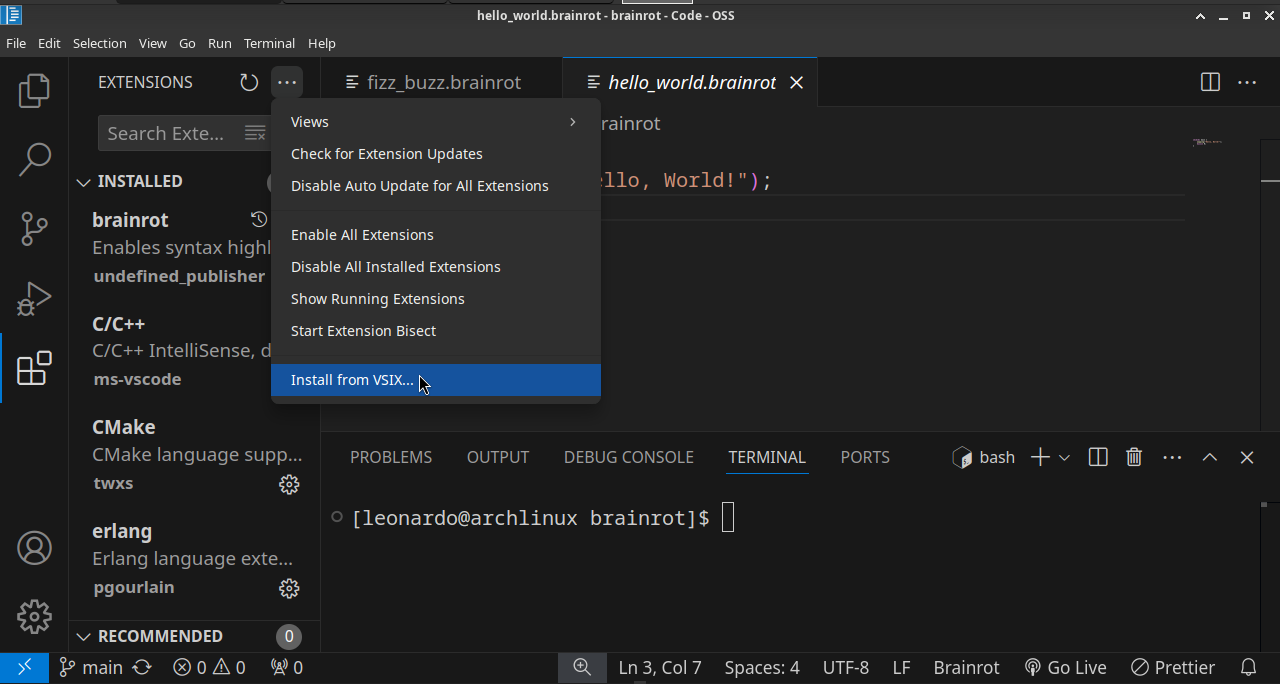 hello_world.brainrot - brainrot - Code - OSS
File Edit Selection View Go Run Terminal Help
EXTENSIONS
Search Exte...
INSTALLED
brainrot
Enables syntax highl
undefined_publisher
C/C++
C/C++ IntelliSense, d
ms-vscode
CMake
CMake language supp...
twxs
erlang
Erlang language exte...
pgourlain
RECOMMENDED 0
Views
Check for Extension Updates
Disable Auto Update for All Extensions
Enable All Extensions
Disable All Installed Extensions
Show Running Extensions
Start Extension Bisect
Install from VSIX...
fizz_buzz.brainrot hello_world.brainrot
rainrot
llo, World!");
PROBLEMS OUTPUT DEBUG CONSOLE TERMINAL PORTS bash
[leonardo@archlinux brainrot]$
main 0 0 0 Ln 3, Col 7 Spaces: 4 UTF-8 LF Brainrot Go Live Prettier